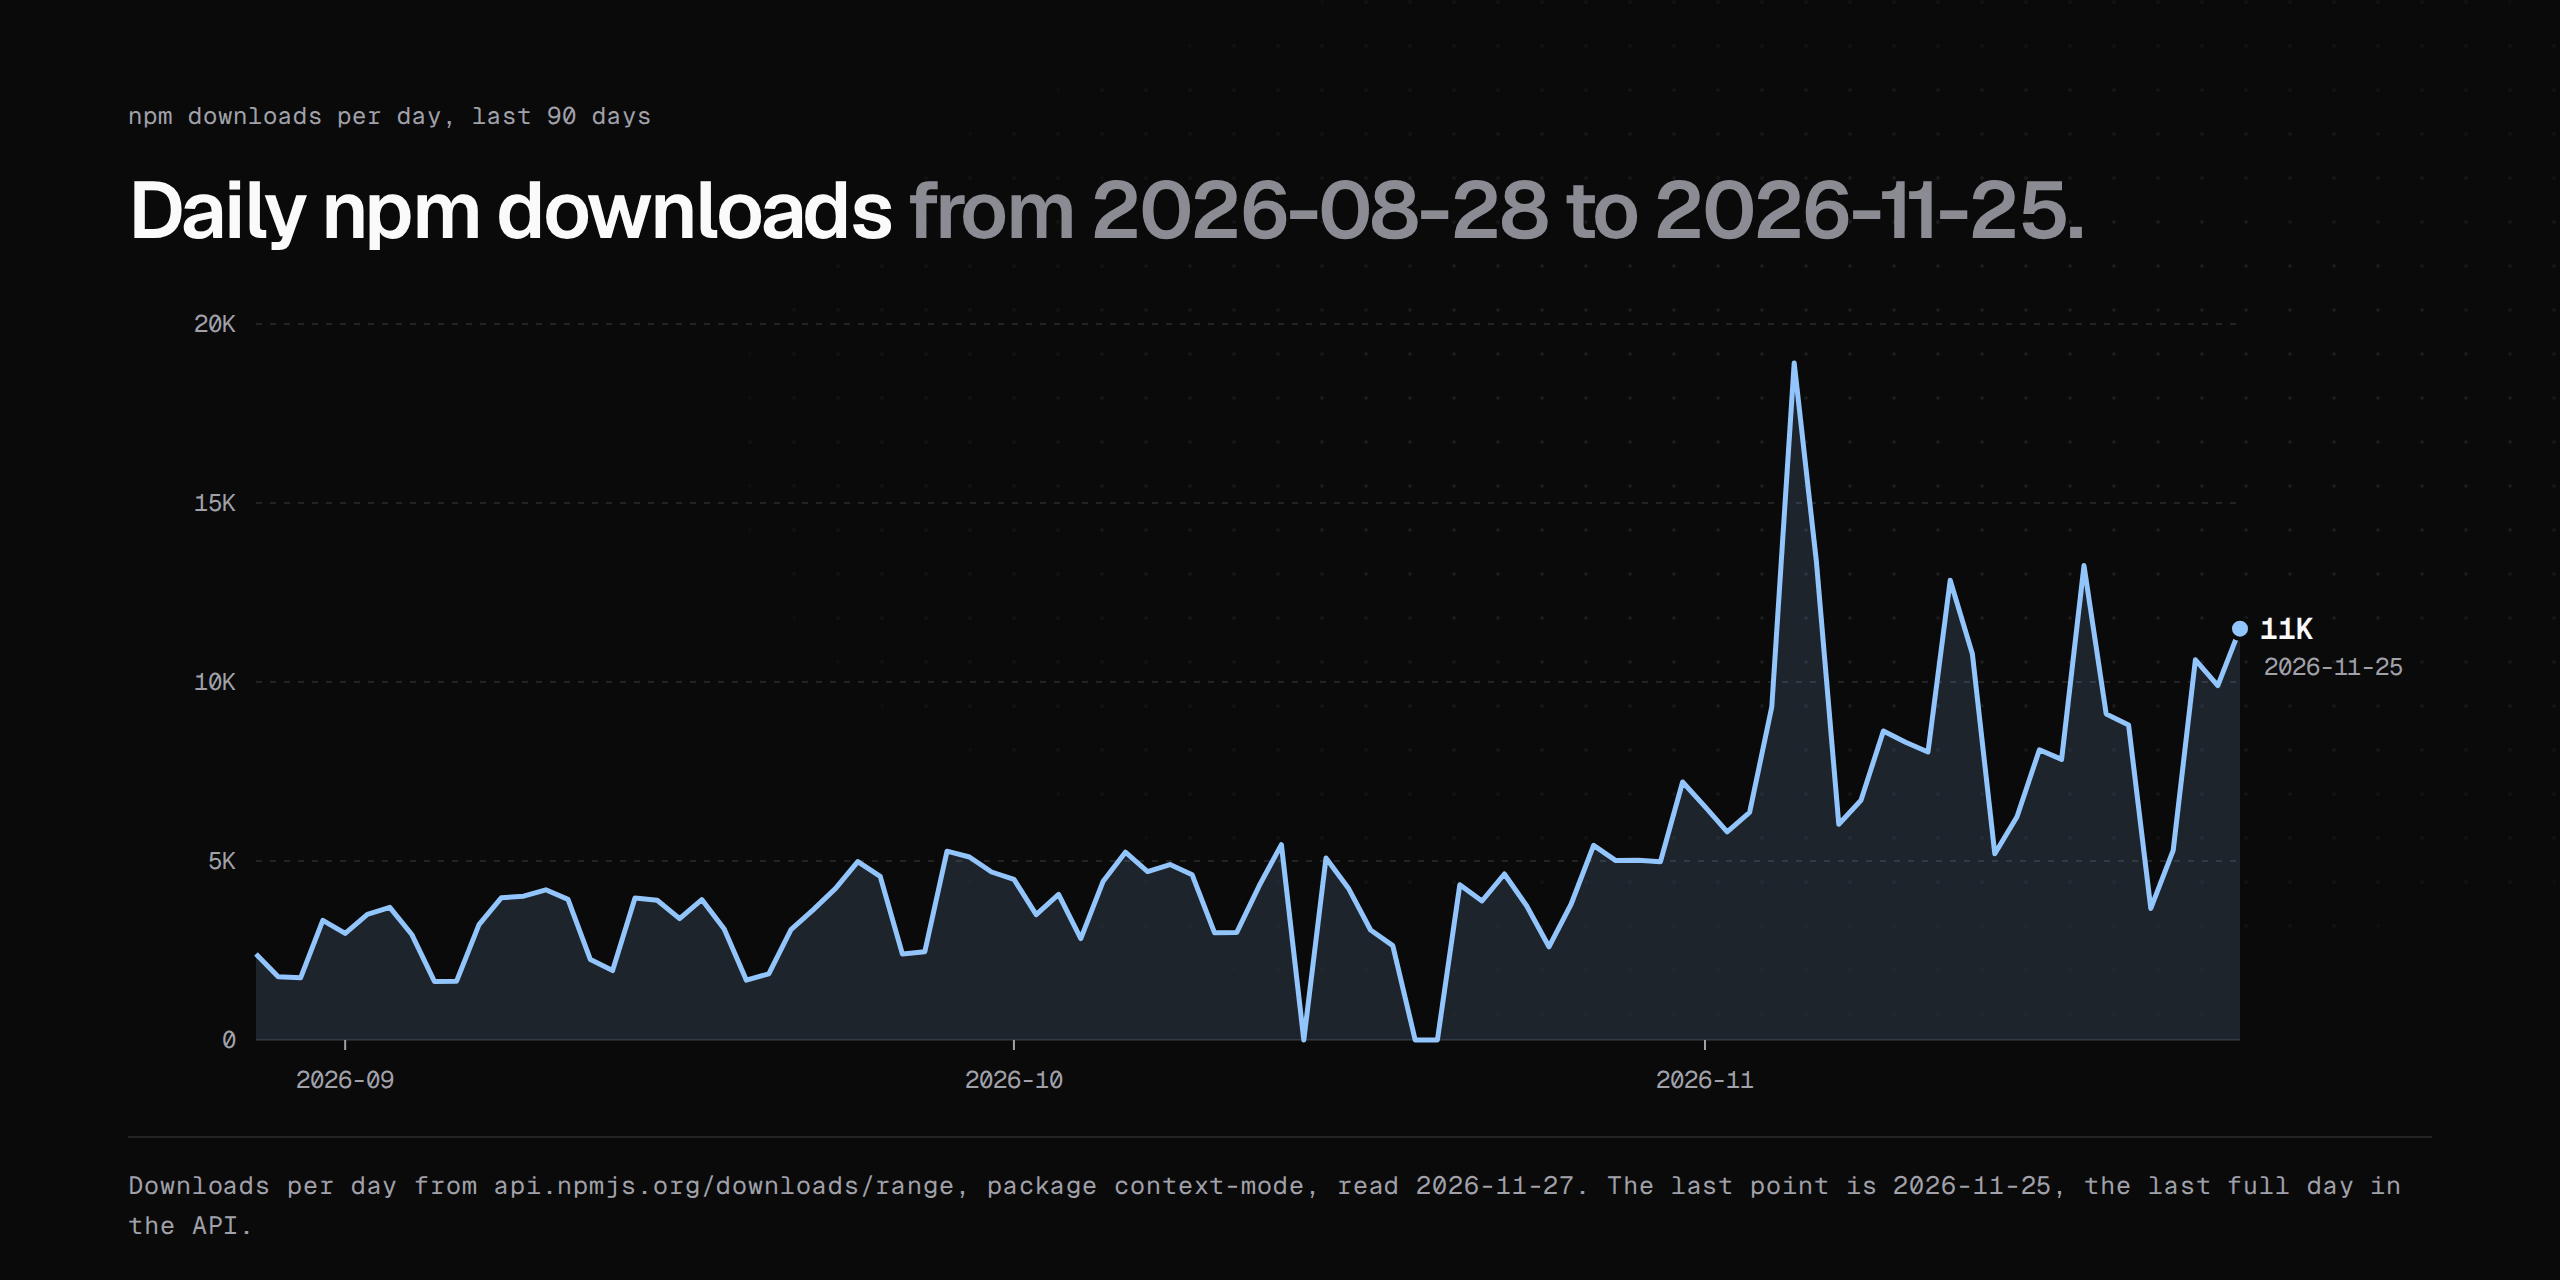 npm downloads per day, last 90 days
Daily npm downloads from 2026-08-28 to 2026-11-25.
20K
15K
10K
5K
0
11K
2026-11-25
2026-09
2026-10
2026-11
Downloads per day from api.npmjs.org/downloads/range, package context-mode, read 2026-11-27. The last point is 2026-11-25, the last full day in
the API.